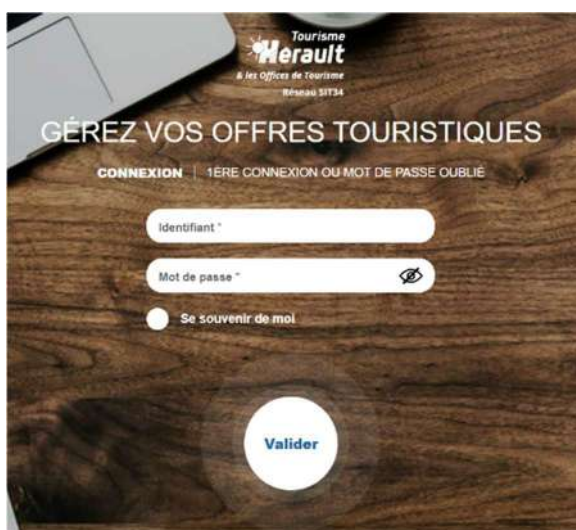 Tourisme
Hérault
& les Offices de Tourisme
Réseau SIT34
GÉREZ VOS OFFRES TOURISTIQUES
CONNEXION | 1ÈRE CONNEXION OU MOT DE PASSE OUBLIÉ
Identifiant *
Mot de passe *
Se souvenir de moi
Valider